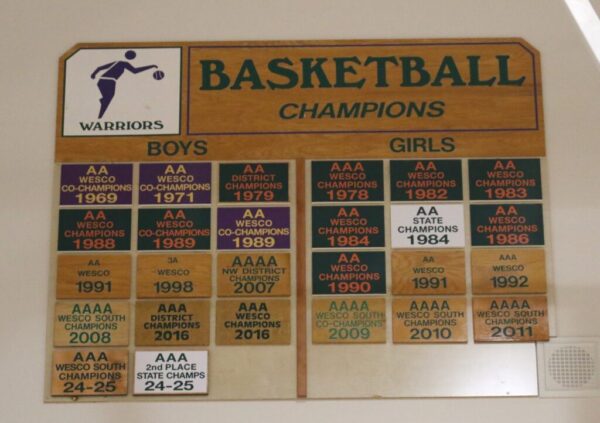 BASKETBALL
CHAMPIONS
WARRIORS
BOYS
AA
WESCO
CO-CHAMPIONS
1969
AA
WESCO
CO-CHAMPIONS
1971
AA
DISTRICT
CHAMPIONS
1979
AA
WESCO
CHAMPIONS
1988
AA
WESCO
CO-CHAMPIONS
1989
AA
WESCO
CO-CHAMPIONS
1989
AA
WESCO
1991
3A
WESCO
1998
AAAA
NW DISTRICT
CHAMPIONS
2007
AAAA
WESCO SOUTH
CHAMPIONS
2008
AAA
DISTRICT
CHAMPIONS
2016
AAA
WESCO
CHAMPIONS
2016
AAA
WESCO SOUTH
CHAMPIONS
24-25
AAA
2nd PLACE
STATE CHAMPS
24-25
GIRLS
AAA
WESCO
CHAMPIONS
1978
AA
WESCO
CHAMPIONS
1982
AA
WESCO
CHAMPIONS
1983
AAA
WESCO
CHAMPIONS
1984
AA
STATE
CHAMPIONS
1984
AA
WESCO
CHAMPIONS
1986
AA
WESCO
CHAMPIONS
1990
AA
WESCO
1991
AAA
WESCO
1992
AAAA
WESCO SOUTH
CO-CHAMPIONS
2009
AAAA
WESCO SOUTH
CHAMPIONS
2010
AAAA
WESCO SOUTH
CHAMPIONS
2011